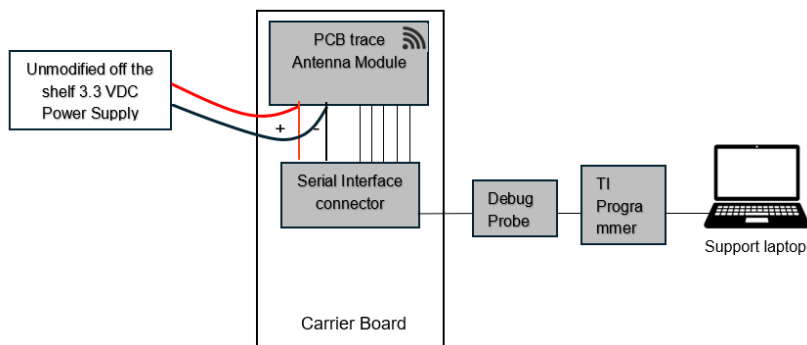 Unmodified off the
shelf 3.3 VDC
Power Supply
PCB trace
Antenna Module
+ -
Serial Interface
connector
Debug
Probe
TI
Progra
mmer
Support laptop
Carrier Board